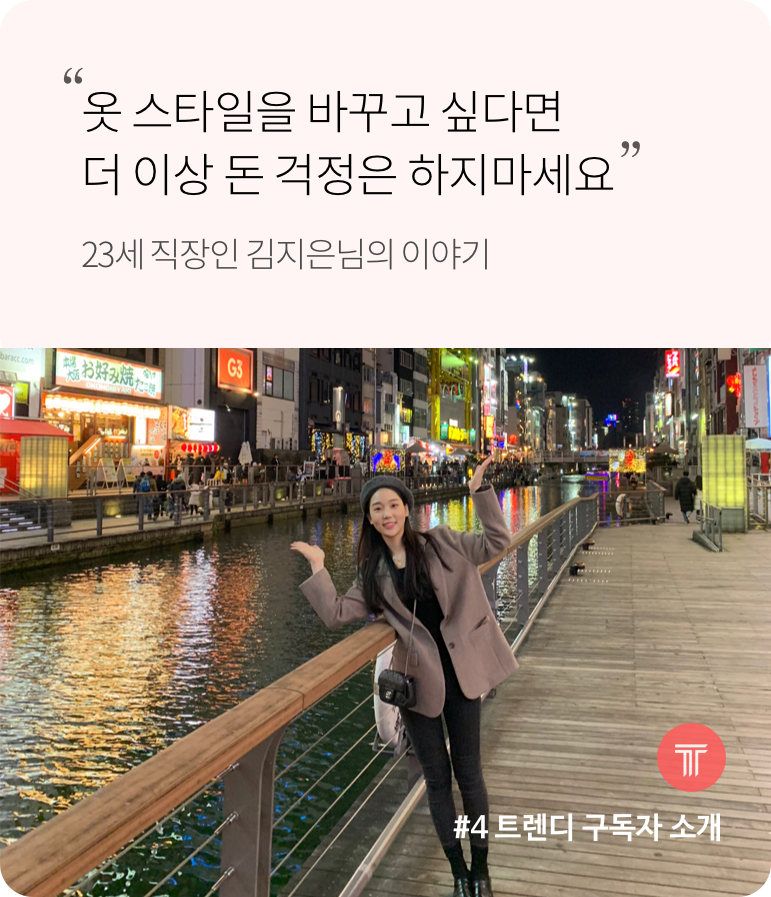 “옷 스타일을 바꾸고 싶다면
더 이상 돈 걱정은 하지마세요”
23세 직장인 김지은님의 이야기
baracc.com
お好み焼
G3
#4 트렌디 구독자 소개